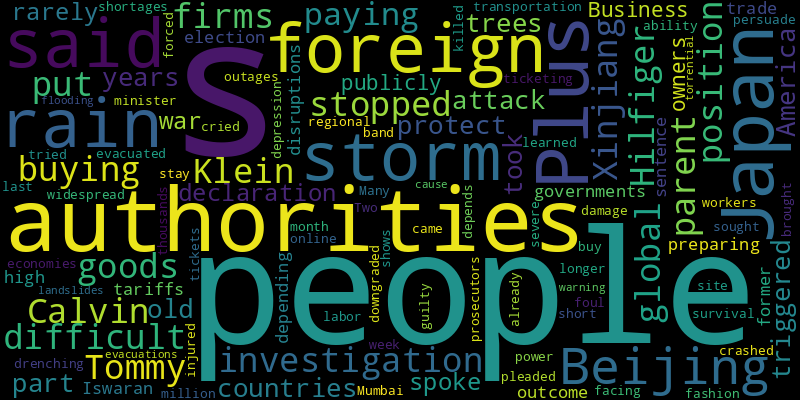 rarely
shortages
forced
firms
paying
killed
transportation
Business
trade
persuade
said
S
election
foreign
trees
ability
owners
torrential
position
America
put
years
outages
depression
disruptions
publicly
ticketing
Plus
Xinjiang
Hilfiger
Japan
flooding
minister
stopped
attack
rain
war
cried
regional
band
protect
learned
tried
evacuated
storm
took
sentence
parent
buying
stay
Klein
last
widespread
thousands
declaration
Many
cause
depends
governments
workers
authorities
Two
month
online
came
severe
damage
sought
brought
preparing
economies
goods
tickets
depending
shows
downgraded
people
prosecutors
already
buy
longer
global
former
triggered
high
tariffs
landslides
warning
site
foul
survival
short
Calvin
old
labor
guilty
difficult
injured
evacuations
week
crashed
drenching
Tommy
investigation
power
pleaded
Beijing
part
Iswaran
million
countries
Mumbai
spoke
outcome
facing
fashion